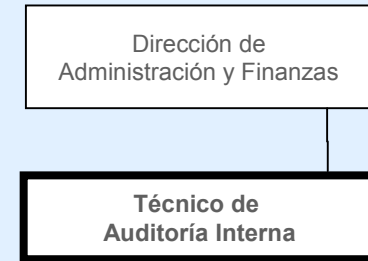 Dirección de
Administración y Finanzas
Técnico de
Auditoría Interna